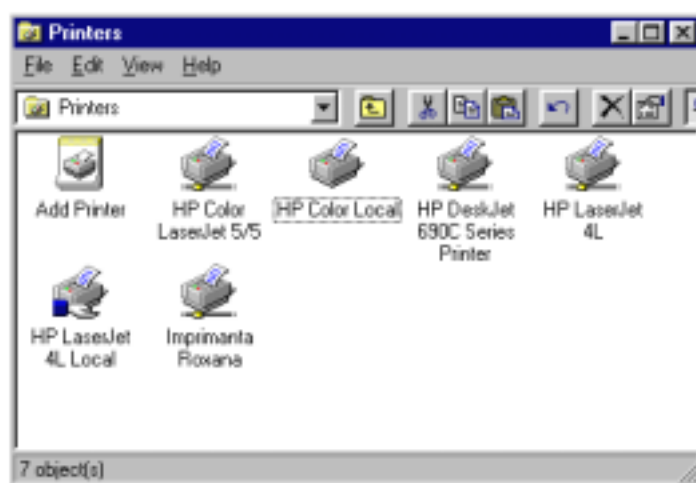 Printers
File Edit View Help
Printers
Add Printer
HP Color
LaserJet 5/5
HP Color Local
HP DeskJet
690C Series
Printer
HP LaserJet
4L
HP LaserJet
4L Local
Imprimanta
Roxana
7 object(s)